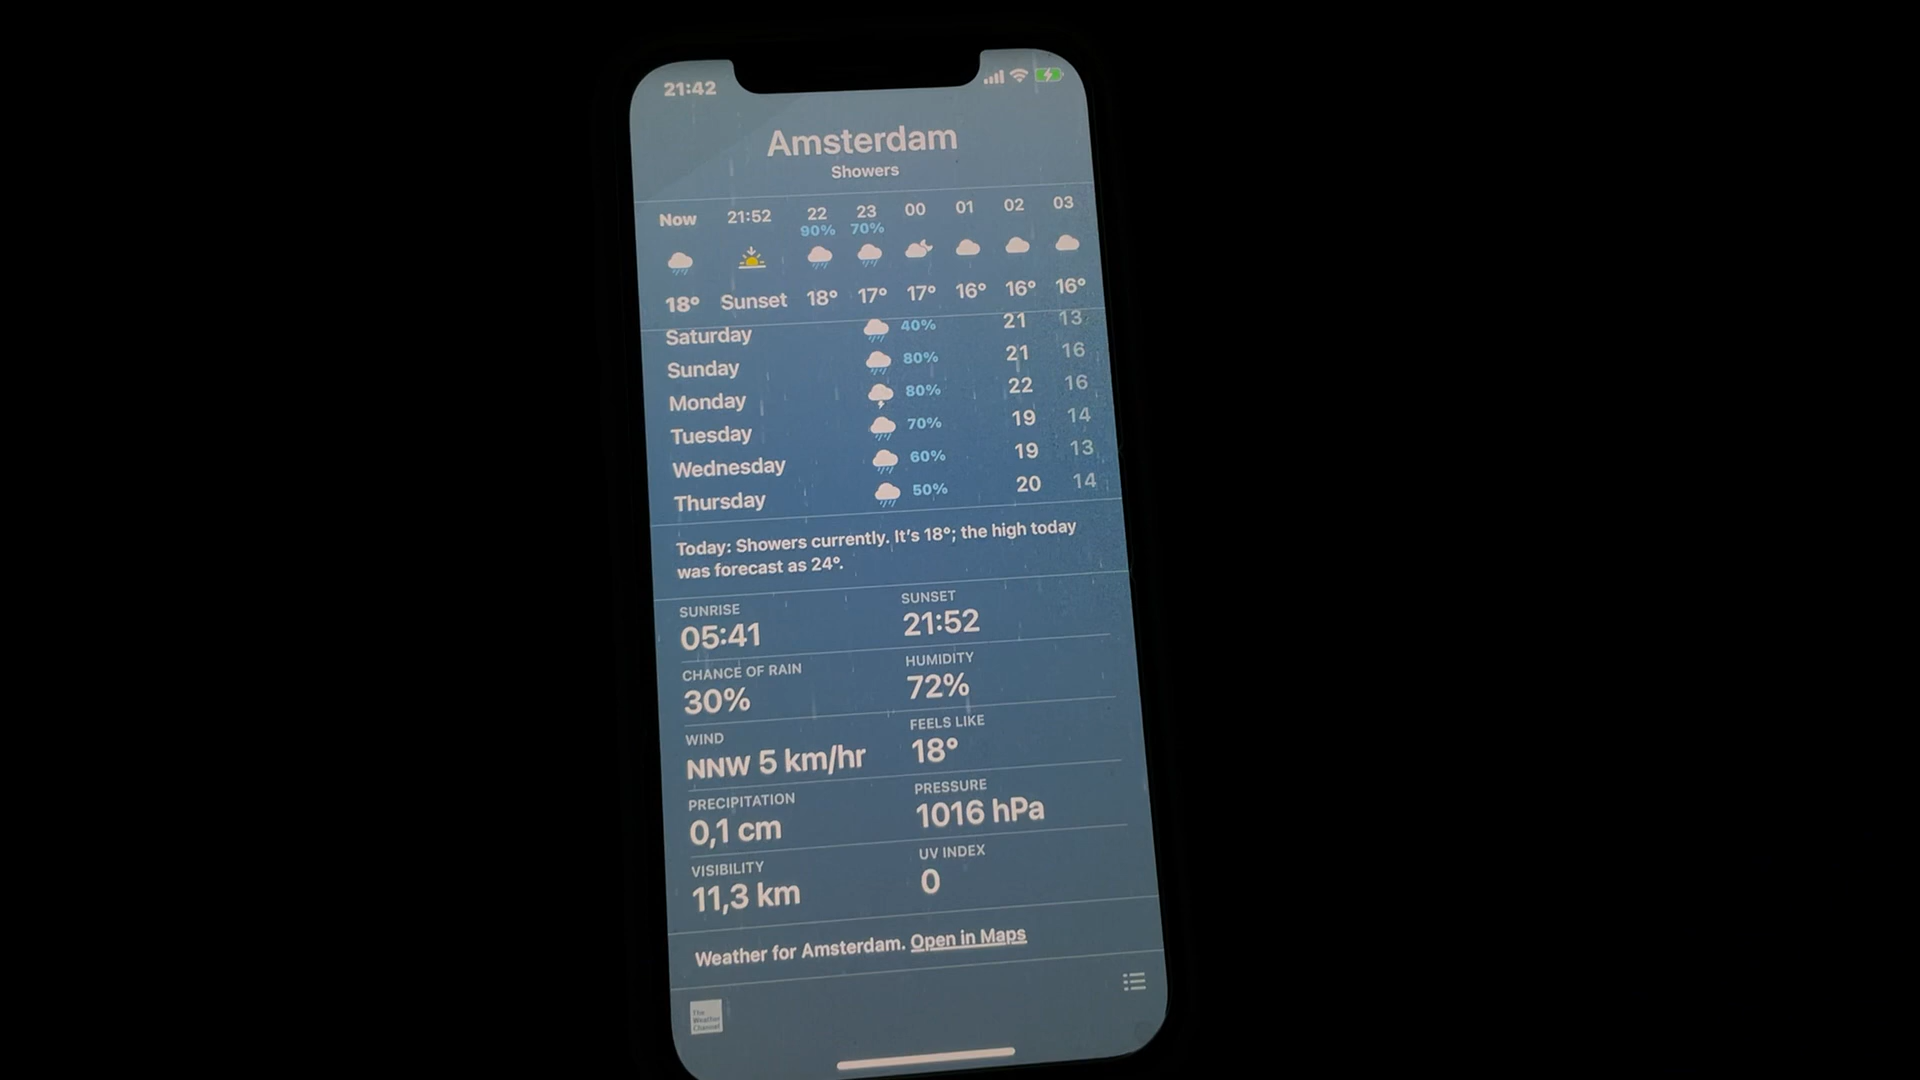 21:42
Amsterdam
Showers
Now 21:52 22 23 00 01 02 03
90% 70%
18° Sunset 18° 17° 17° 16° 16° 16°
Saturday 40% 21 13
Sunday 80% 21 16
Monday 80% 22 16
Tuesday 70% 19 14
Wednesday 60% 19 13
Thursday 50% 20 14
Today: Showers currently. It's 18°; the high today
was forecast as 24°.
SUNRISE SUNSET
05:41 21:52
CHANCE OF RAIN HUMIDITY
30% 72%
WIND FEELS LIKE
NNW 5 km/hr 18°
PRECIPITATION PRESSURE
0,1 cm 1016 hPa
VISIBILITY UV INDEX
11,3 km 0
Weather for Amsterdam. Open in Maps
The
Weather
Channel